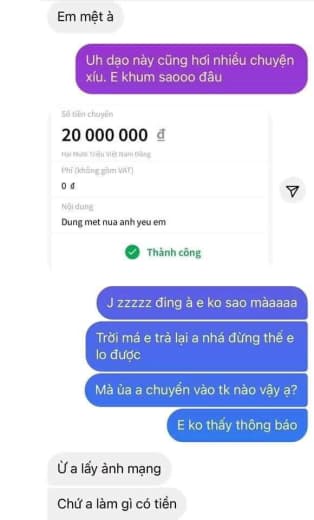 Em mệt à
Uh dạo này cũng hơi nhiều chuyện
xíu. E khum saooo đâu
Số tiền chuyển
20 000 000 đ
Hai Mươi Triệu Việt Nam Đồng
Phí (không gồm VAT)
0 đ
Nội dung
Dung met nua anh yeu em
Thành công
J zzzzz đing à e ko sao màaaaa
Trời má e trả lại a nhá đừng thế e
lo được
Mà ủa a chuyển vào tk nào vậy ạ?
E ko thấy thông báo
Ừ a lấy ảnh mạng
Chứ a làm gì có tiền